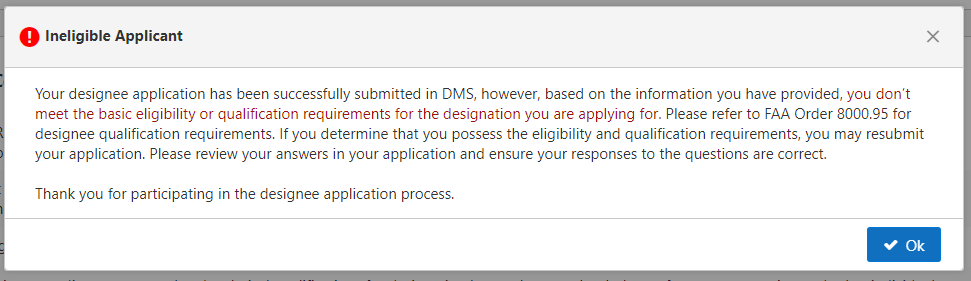 Ineligible Applicant
Your designee application has been successfully submitted in DMS, however, based on the information you have provided, you don't
meet the basic eligibility or qualification requirements for the designation you are applying for. Please refer to FAA Order 8000.95 for
designee qualification requirements. If you determine that you possess the eligibility and qualification requirements, you may resubmit
your application. Please review your answers in your application and ensure your responses to the questions are correct.
Thank you for participating in the designee application process.
Ok